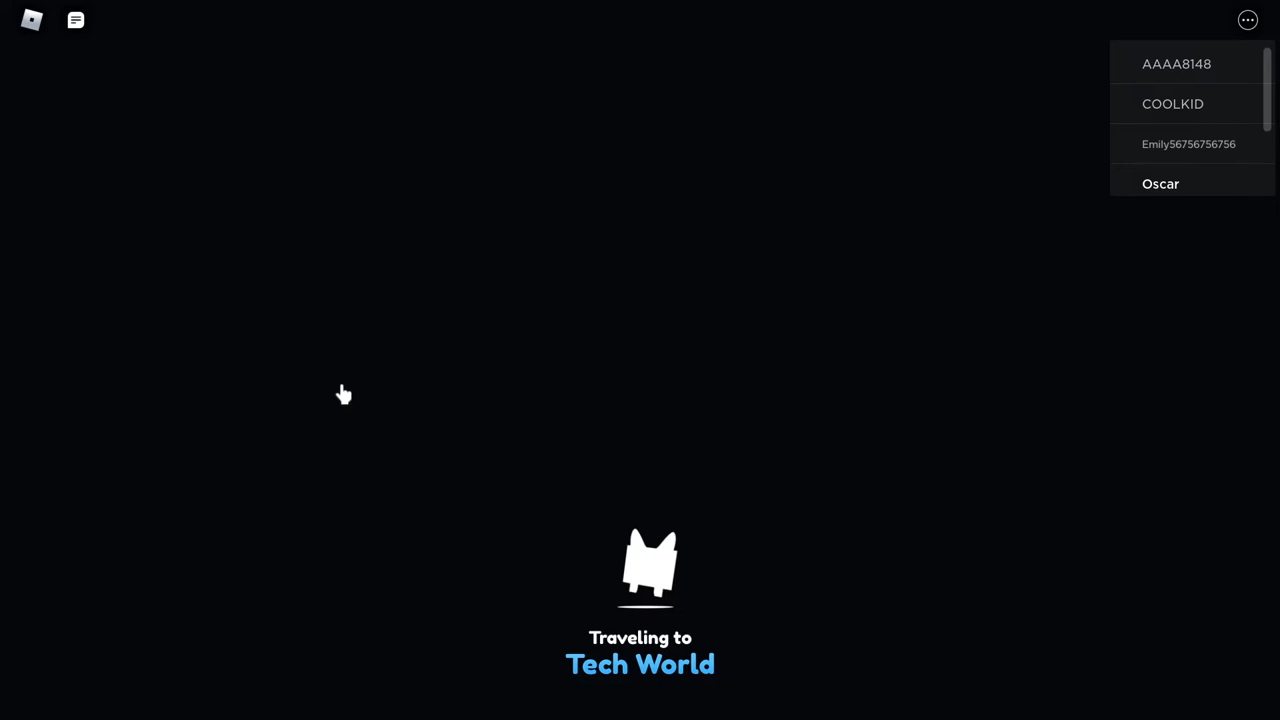 AAAA8148
COOLKID
Emily56756756756
Oscar
Traveling to
Tech World